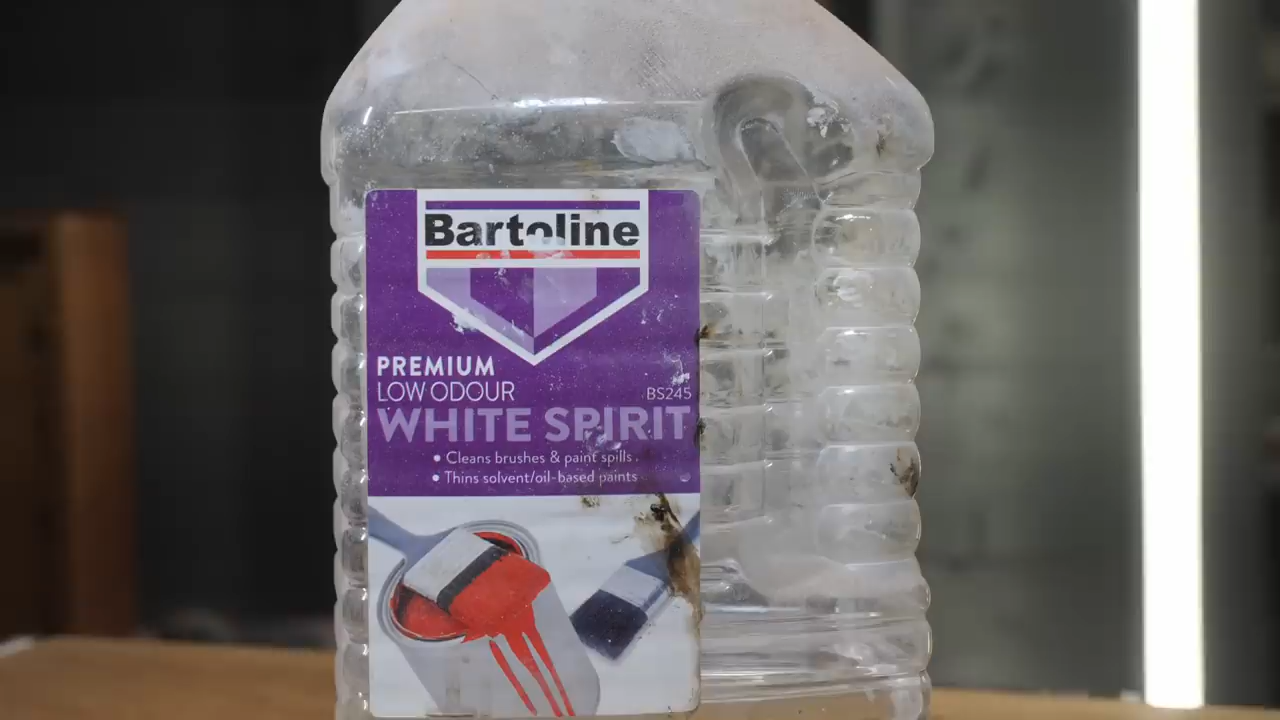 Bartoline
PREMIUM
LOW ODOUR
BS245
WHITE SPIRIT
• Cleans brushes & paint spills
• Thins solvent/oil-based paints